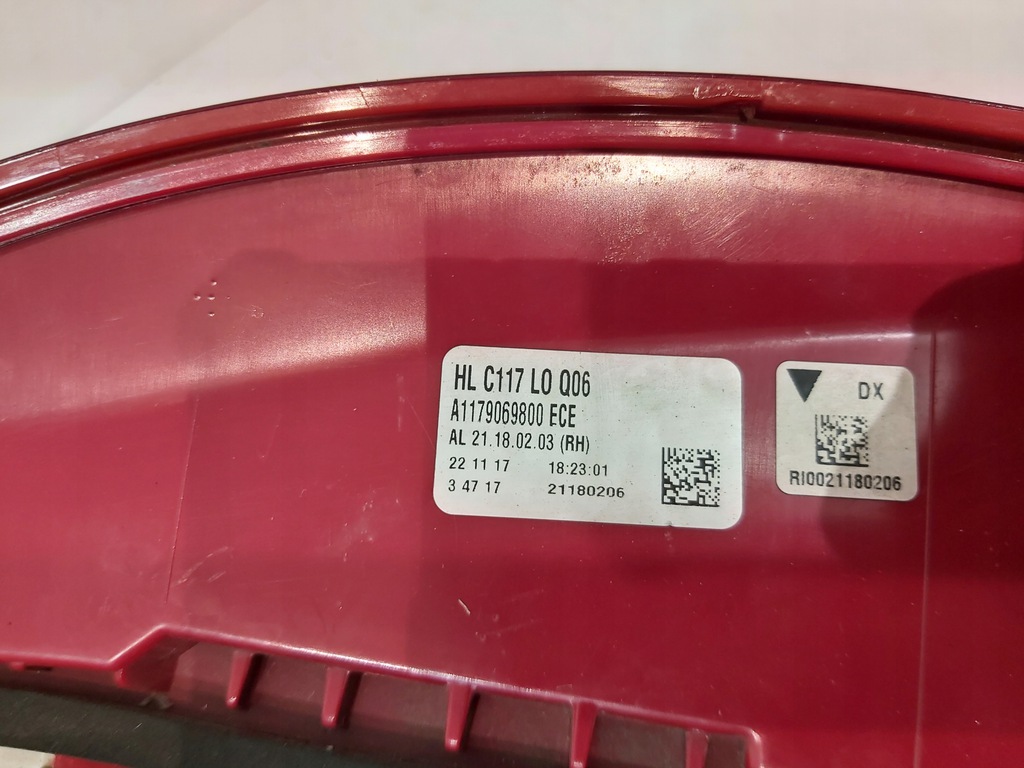 HL C117 LO Q06
A1179069800 ECE
AL 21.18.02.03 (RH)
22 11 17 18:23:01
3 47 17 21180206
DX
RI0021180206